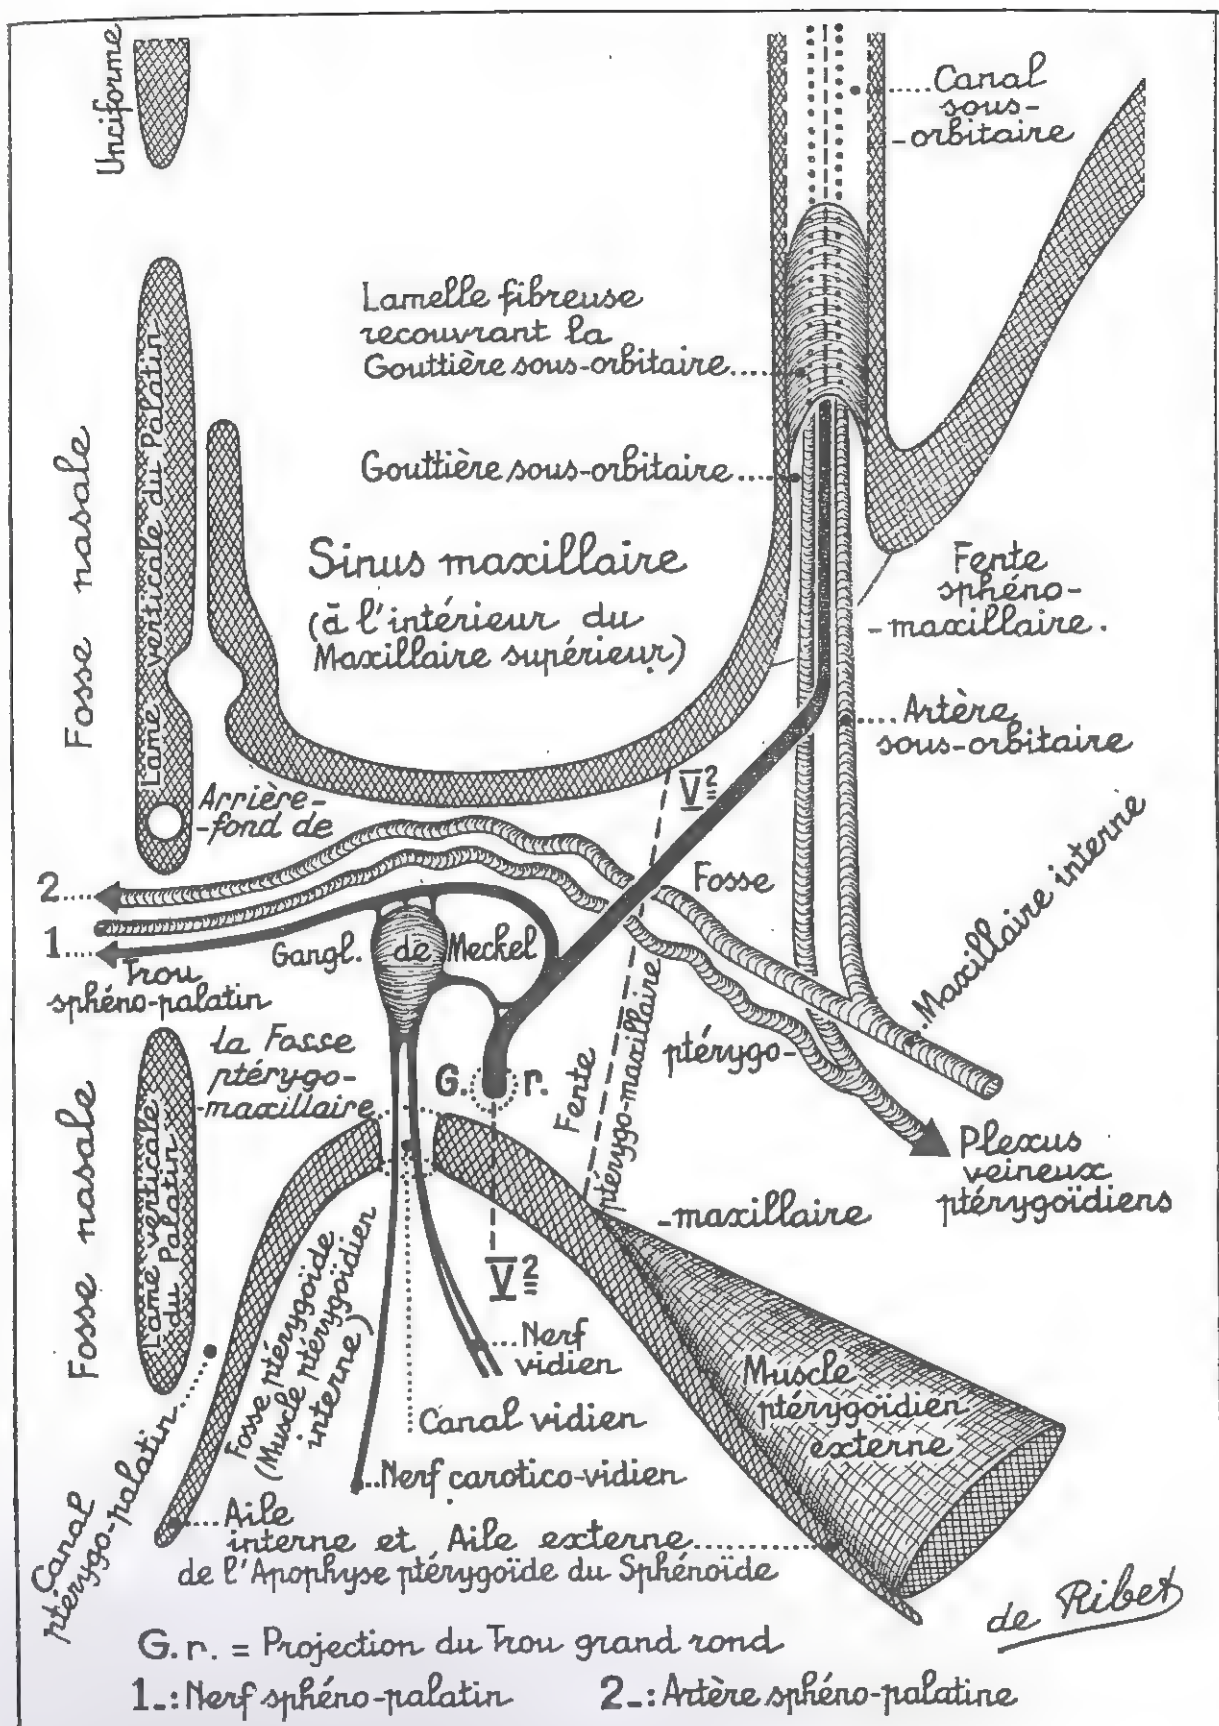 Unciforme
Canal
sous-
-orbitaire
Lamelle fibreuse
recouvrant la
Gouttière sous-orbitaire
Lame verticale du Palatin
Fosse nasale
Gouttière sous-orbitaire
Sinus maxillaire
(à l'intérieur du
Maxillaire supérieur)
Fente
sphéno-
-maxillaire.
Artère
sous-orbitaire
V²
Arrière-
-fond de
Maxillaire interne
Fosse
2
1
Gangl. de Meckel
Trou
sphéno-palatin
la Fosse
ptérygo-
-maxillaire
G. r.
Fente
ptérygo-maxillaire
ptérygo-
Plexus
veineux
ptérygoïdiens
-maxillaire
Fosse nasale
Lame verticale
du Palatin
V²
Fosse ptérygoïde
(Muscle ptérygoïdien
interne)
Nerf
vidien
Canal vidien
Muscle
ptérygoïdien
externe
Nerf carotico-vidien
Canal
ptérygo-palatin
Aile
interne et Aile externe
de l'Apophyse ptérygoïde du Sphénoïde
de Ribet
G.r. = Projection du Trou grand rond
1_: Nerf sphéno-palatin 2_: Artère sphéno-palatine